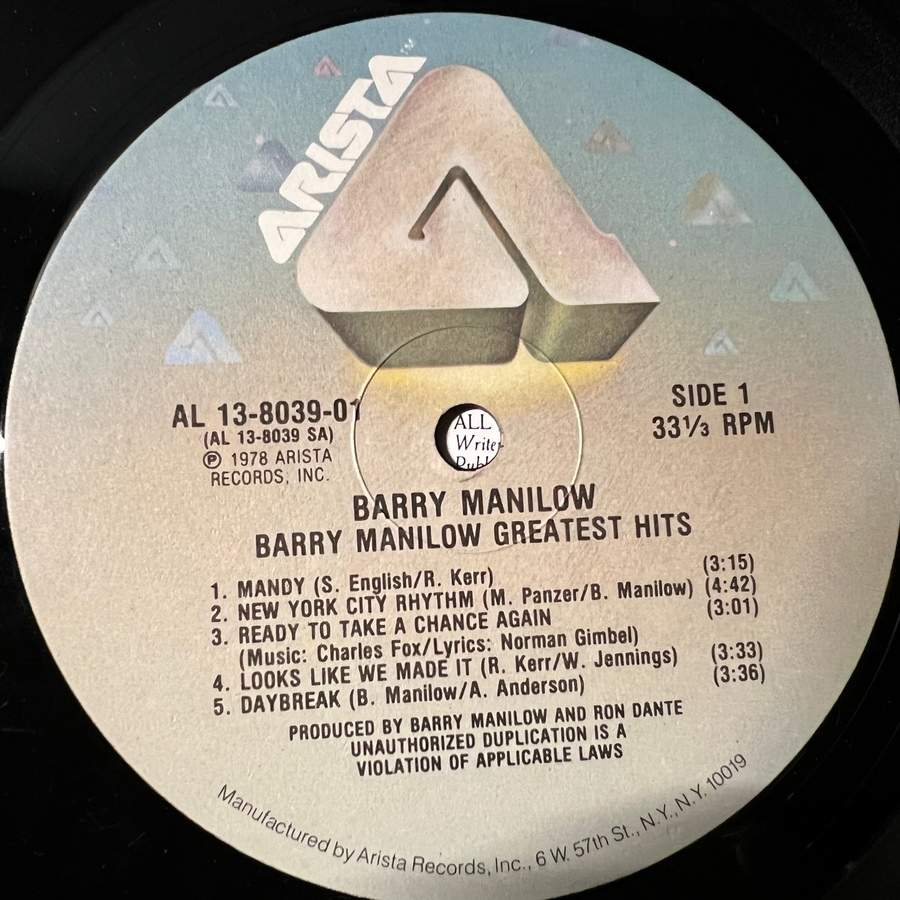 ARISTA™
AL 13-8039-01
(AL 13-8039 SA)
Ⓟ 1978 ARISTA
RECORDS, INC.
SIDE 1
33⅓ RPM
ALL
Write
BARRY MANILOW
BARRY MANILOW GREATEST HITS
1. MANDY (S. English/R. Kerr) (3:15)
2. NEW YORK CITY RHYTHM (M. Panzer/B. Manilow) (4:42)
3. READY TO TAKE A CHANCE AGAIN (3:01)
(Music: Charles Fox/Lyrics: Norman Gimbel)
4. LOOKS LIKE WE MADE IT (R. Kerr/W. Jennings) (3:33)
5. DAYBREAK (B. Manilow/A. Anderson) (3:36)
PRODUCED BY BARRY MANILOW AND RON DANTE
UNAUTHORIZED DUPLICATION IS A
VIOLATION OF APPLICABLE LAWS
Manufactured by Arista Records, Inc., 6 W. 57th St., N.Y., N.Y. 10019